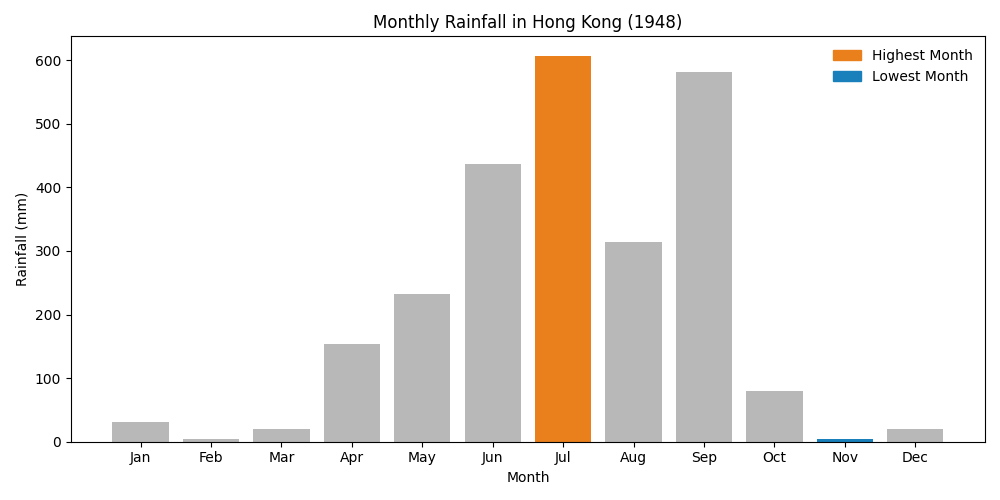 Monthly Rainfall in Hong Kong (1948)
Highest Month
Lowest Month
Rainfall (mm)
600
500
400
300
200
100
0
Jan Feb Mar Apr May Jun Jul Aug Sep Oct Nov Dec
Month